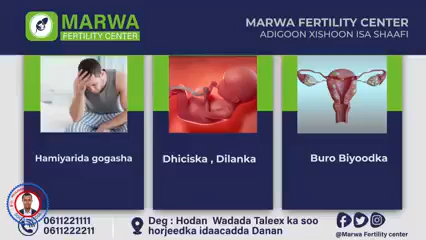 MARWA
FERTILITY CENTER
MARWA FERTILITY CENTER
ADIGOON XISHOON ISA SHAAFI
Hamiyarida gogasha
Dhiciska , Dilanka
Buro Biyoodka
0611221111
0611222211
Deg : Hodan Wadada Taleex ka soo
horjeedka idaacadda Danan
@Marwa Fertility center